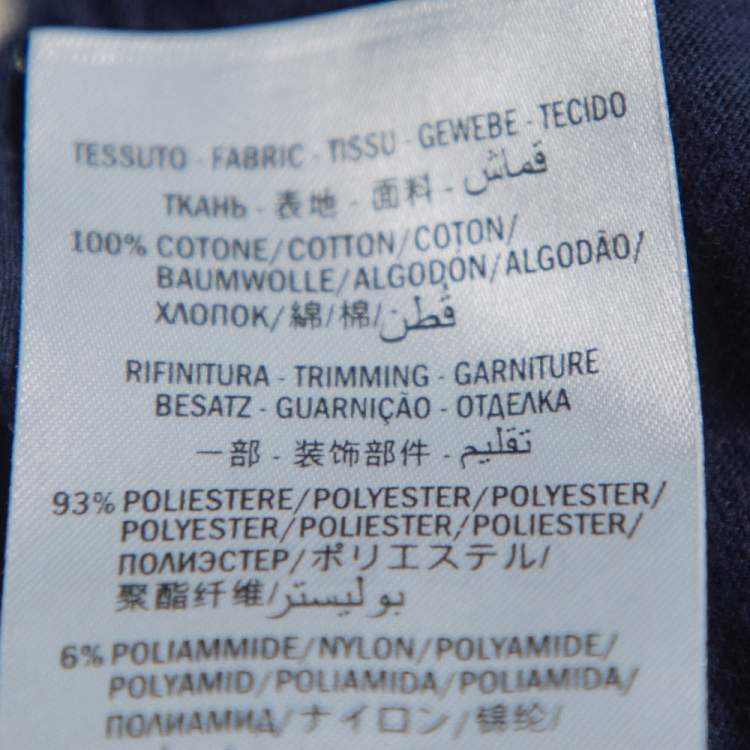 TESSUTO - FABRIC - TISSU - GEWEBE - TECIDO
ТКАНЬ - 表地 - 面料 - قماش
100% COTONE/COTTON/COTON/
BAUMWOLLE/ALGODÓN/ALGODÃO/
ХЛОПОК/綿/棉/قطن
RIFINITURA - TRIMMING - GARNITURE
BESATZ - GUARNIÇÃO - ОТДЕЛКА
一部 - 装饰部件 - تقليم
93% POLIESTERE/POLYESTER/POLYESTER/
POLYESTER/POLIESTER/POLIESTER/
ПОЛИЭСТЕР/ポリエステル/
聚酯纤维/بوليستر
6% POLIAMMIDE/NYLON/POLYAMIDE/
POLYAMID/POLIAMIDA/POLIAMIDA/
ПОЛИАМИД/ナイロン/锦纶/